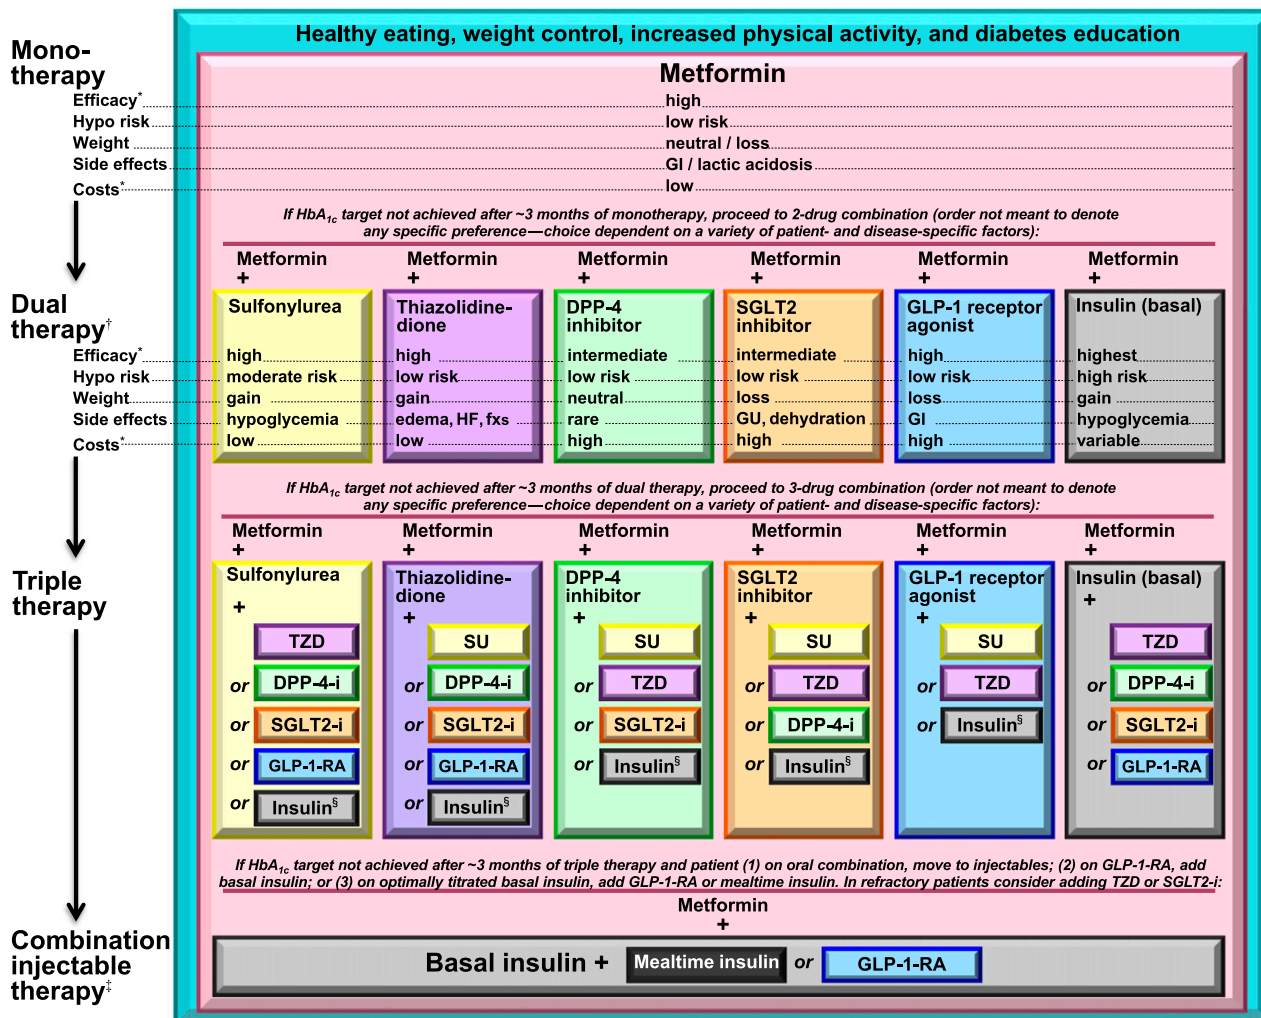 Healthy eating, weight control, increased physical activity, and diabetes education
Mono-
therapy
Metformin
Efficacy* high
Hypo risk low risk
Weight neutral / loss
Side effects GI / lactic acidosis
Costs* low
If HbA1c target not achieved after ~3 months of monotherapy, proceed to 2-drug combination (order not meant to denote
any specific preference—choice dependent on a variety of patient- and disease-specific factors):
Metformin Metformin Metformin Metformin Metformin Metformin
+ + + + + +
Dual
therapy†
Sulfonylurea
Thiazolidine-
dione
DPP-4
inhibitor
SGLT2
inhibitor
GLP-1 receptor
agonist
Insulin (basal)
Efficacy* high high intermediate intermediate high highest
Hypo risk moderate risk low risk low risk low risk low risk high risk
Weight gain gain neutral loss loss gain
Side effects hypoglycemia edema, HF, fxs rare GU, dehydration GI hypoglycemia
Costs* low low high high high variable
If HbA1c target not achieved after ~3 months of dual therapy, proceed to 3-drug combination (order not meant to denote
any specific preference—choice dependent on a variety of patient- and disease-specific factors):
Metformin Metformin Metformin Metformin Metformin Metformin
+ + + + + +
Triple
therapy
Sulfonylurea
+
TZD
or DPP-4-i
or SGLT2-i
or GLP-1-RA
or Insulin§
Thiazolidine-
dione
+
SU
or DPP-4-i
or SGLT2-i
or GLP-1-RA
or Insulin§
DPP-4
inhibitor
+
SU
or TZD
or SGLT2-i
or Insulin§
SGLT2
inhibitor
+
SU
or TZD
or DPP-4-i
or Insulin§
GLP-1 receptor
agonist
+
SU
or TZD
or Insulin§
Insulin (basal)
+
TZD
or DPP-4-i
or SGLT2-i
or GLP-1-RA
If HbA1c target not achieved after ~3 months of triple therapy and patient (1) on oral combination, move to injectables; (2) on GLP-1-RA, add
basal insulin; or (3) on optimally titrated basal insulin, add GLP-1-RA or mealtime insulin. In refractory patients consider adding TZD or SGLT2-i:
Metformin
+
Combination
injectable
therapy‡
Basal insulin + Mealtime insulin or GLP-1-RA